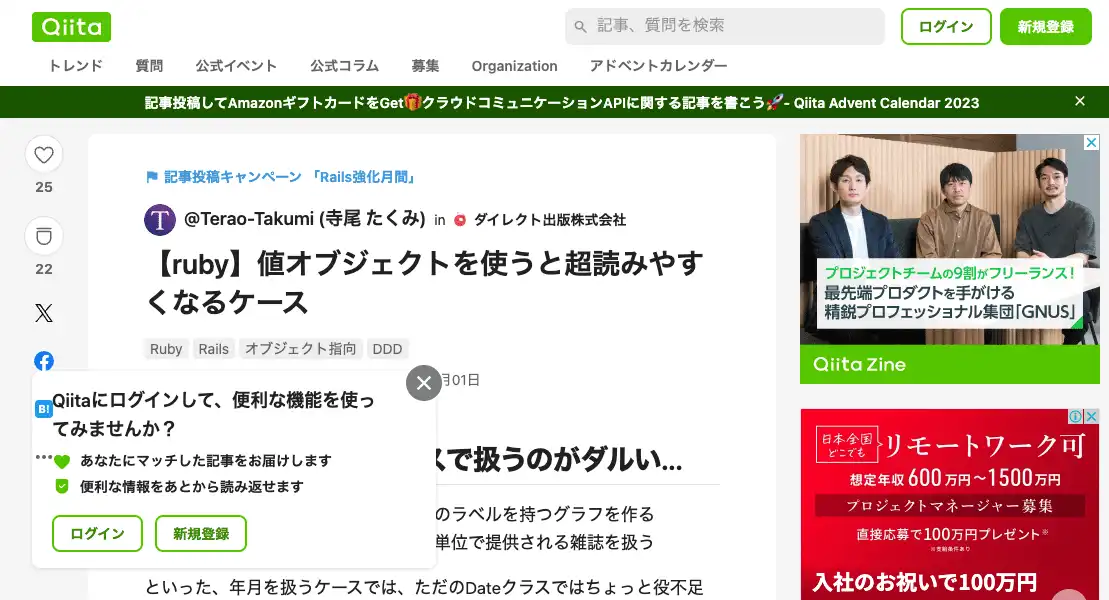 Qiita
記事、質問を検索
ログイン
新規登録
トレンド
質問
公式イベント
公式コラム
募集
Organization
アドベントカレンダー
記事投稿してAmazonギフトカードをGet🎁クラウドコミュニケーションAPIに関する記事を書こう🚀- Qiita Advent Calendar 2023
25
22
記事投稿キャンペーン 「Rails強化月間」
T @Terao-Takumi (寺尾 たくみ) in ダイレクト出版株式会社
【ruby】値オブジェクトを使うと超読みやす
くなるケース
Ruby
Rails
オブジェクト指向
DDD
月01日
B!
Qiitaにログインして、便利な機能を使っ
てみませんか？
あなたにマッチした記事をお届けします
便利な情報をあとから読み返せます
ログイン
新規登録
スで扱うのがダルい...
のラベルを持つグラフを作る
単位で提供される雑誌を扱う
といった、年月を扱うケースでは、ただのDateクラスではちょっと役不足
プロジェクトチームの9割がフリーランス！
最先端プロダクトを手がける
精鋭プロフェッショナル集団「GNUS」
Qiita Zine
日本全国
どこでも
リモートワーク可
想定年収600万円〜1500万円
プロジェクトマネージャー募集
直接応募で100万円プレゼント※
※支給条件あり
入社のお祝いで100万円